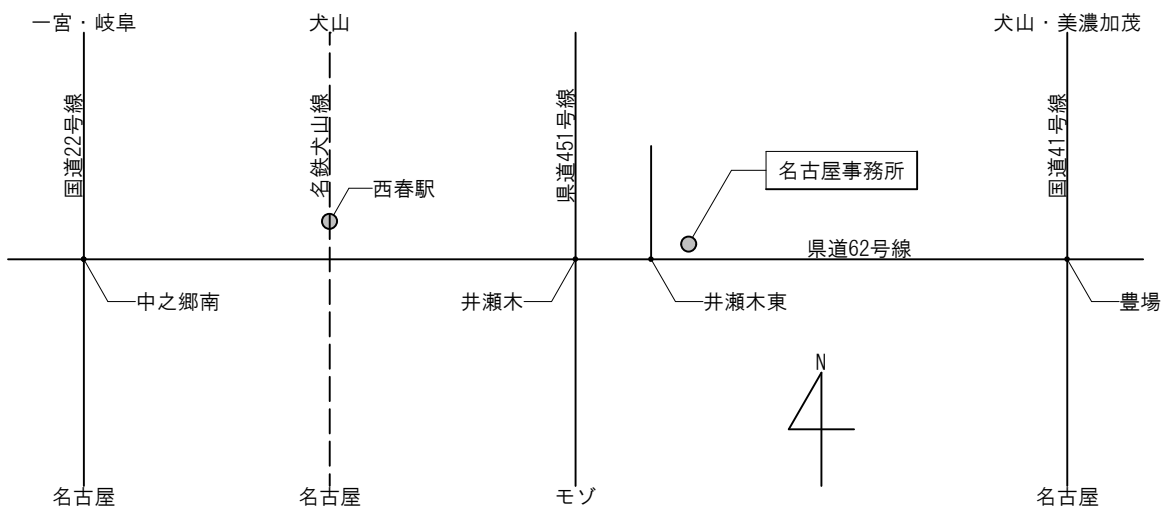 一宮・岐阜
犬山
犬山・美濃加茂
国道22号線
名鉄犬山線
県道451号線
国道41号線
西春駅
名古屋事務所
県道62号線
中之郷南
井瀬木
井瀬木東
豊場
N
名古屋
名古屋
モゾ
名古屋